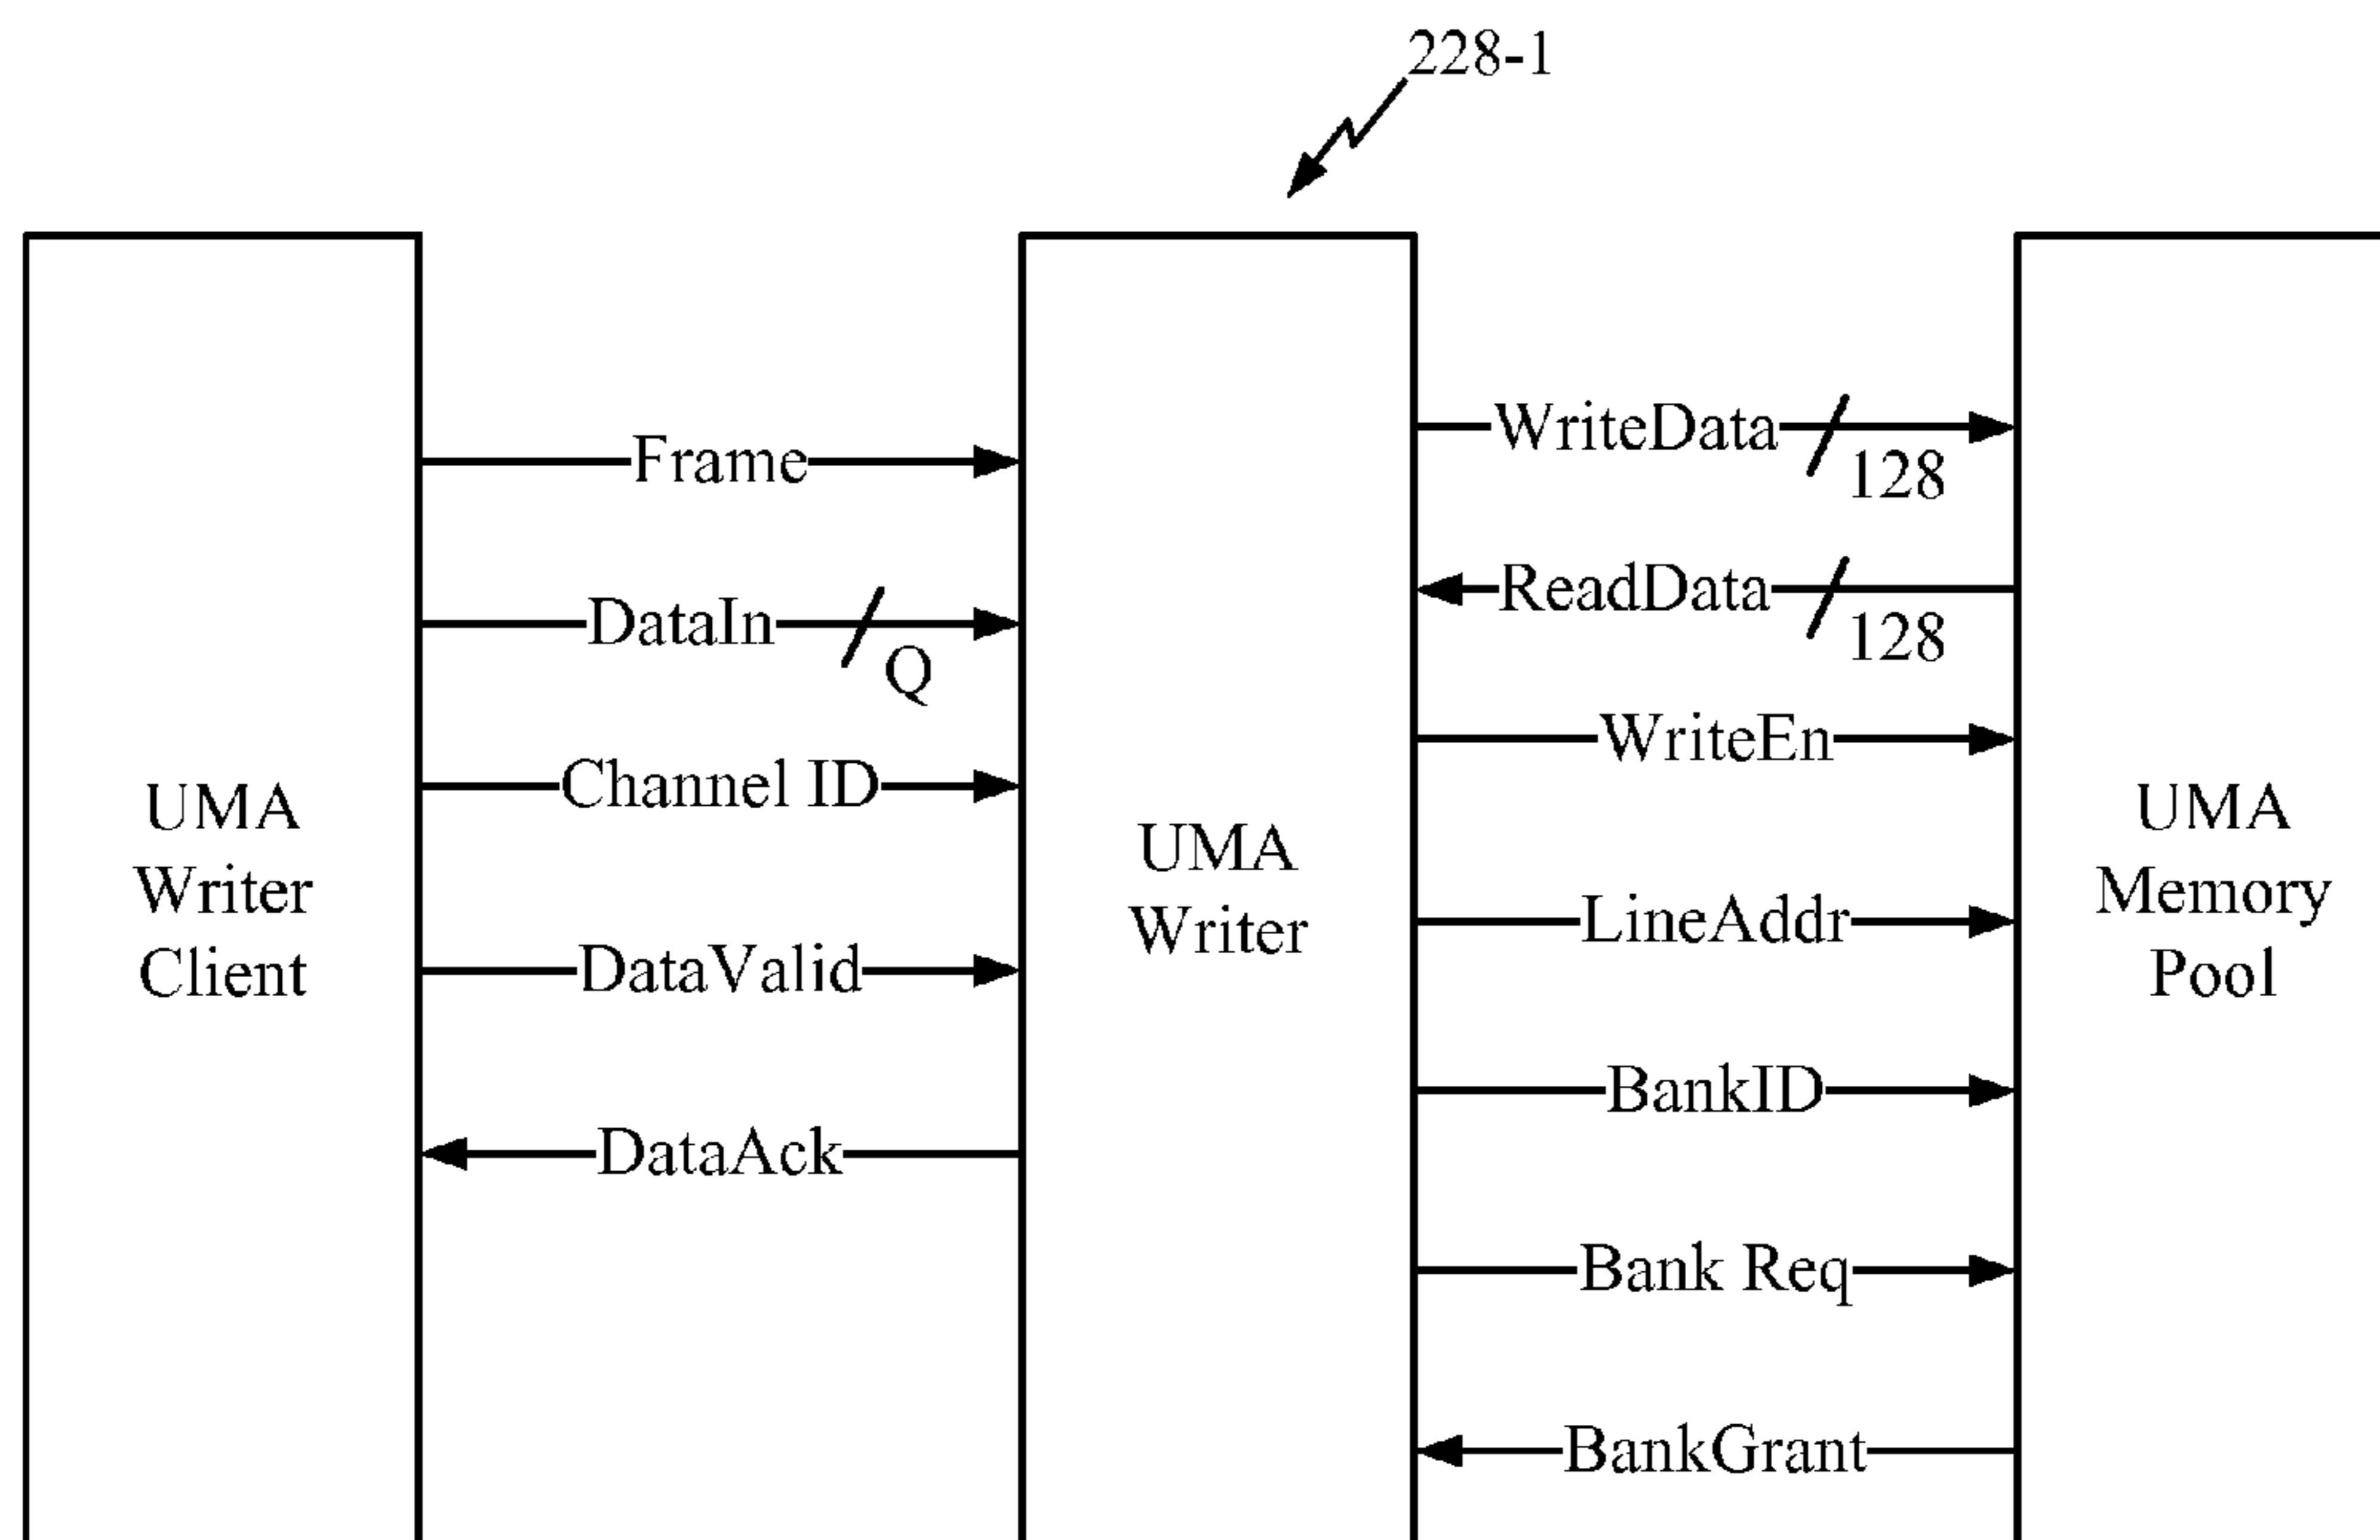 228-1
UMA
Writer
Client
Frame
DataIn
Q
Channel ID
DataValid
DataAck
UMA
Writer
WriteData
128
ReadData
128
WriteEn
LineAddr
BankID
Bank Req
BankGrant
UMA
Memory
Pool